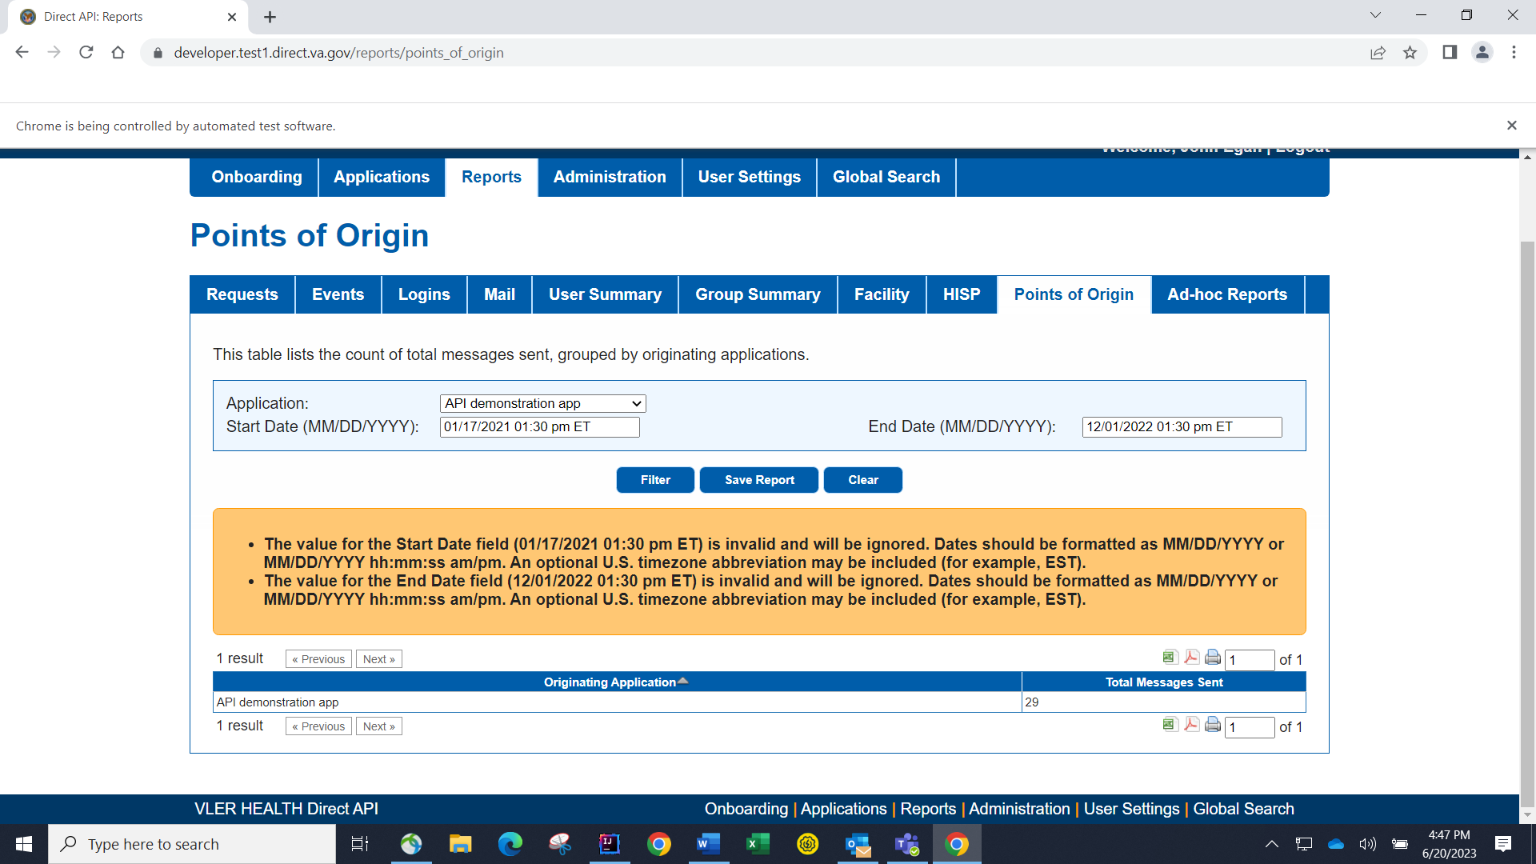 Direct API: Reports
developer.test1.direct.va.gov/reports/points_of_origin
Chrome is being controlled by automated test software.
Welcome, John Egan | Logout
Onboarding Applications Reports Administration User Settings Global Search
Points of Origin
Requests Events Logins Mail User Summary Group Summary Facility HISP Points of Origin Ad-hoc Reports
This table lists the count of total messages sent, grouped by originating applications.
Application: API demonstration app
Start Date (MM/DD/YYYY): 01/17/2021 01:30 pm ET End Date (MM/DD/YYYY): 12/01/2022 01:30 pm ET
Filter Save Report Clear
• The value for the Start Date field (01/17/2021 01:30 pm ET) is invalid and will be ignored. Dates should be formatted as MM/DD/YYYY or
MM/DD/YYYY hh:mm:ss am/pm. An optional U.S. timezone abbreviation may be included (for example, EST).
• The value for the End Date field (12/01/2022 01:30 pm ET) is invalid and will be ignored. Dates should be formatted as MM/DD/YYYY or
MM/DD/YYYY hh:mm:ss am/pm. An optional U.S. timezone abbreviation may be included (for example, EST).
1 result « Previous Next » 1 of 1
Originating Application Total Messages Sent
API demonstration app 29
1 result « Previous Next » 1 of 1
VLER HEALTH Direct API Onboarding | Applications | Reports | Administration | User Settings | Global Search
Type here to search
4:47 PM
6/20/2023